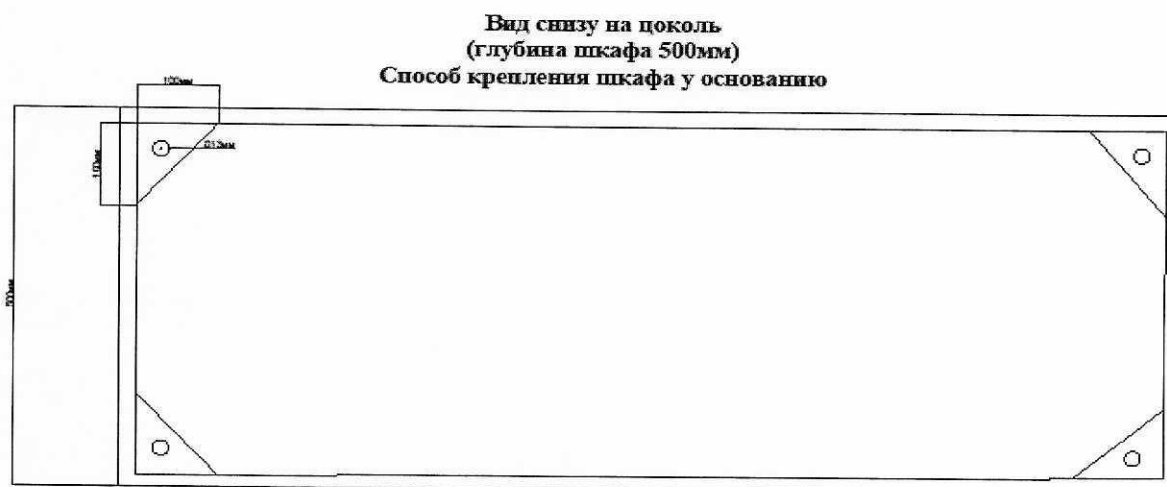 Вид снизу на цоколь
(глубина шкафа 500мм)
Способ крепления шкафа у основанию
100мм
100мм
Ø12мм
500мм